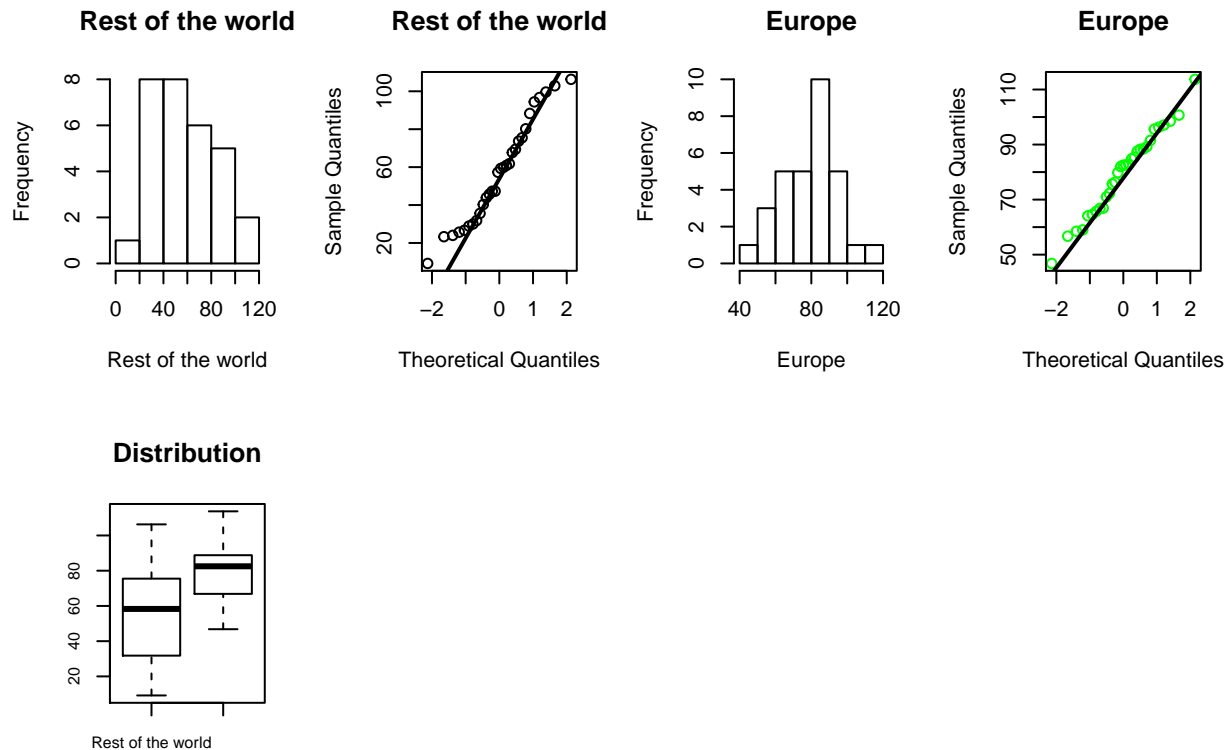 Rest of the world
Frequency
0 2 4 6 8
0 40 80 120
Rest of the world
Rest of the world
Sample Quantiles
20 60 100
−2 0 1 2
Theoretical Quantiles
Europe
Frequency
0 2 4 6 8 10
40 80 120
Europe
Europe
Sample Quantiles
50 70 90 110
−2 0 1 2
Theoretical Quantiles
Distribution
20 40 60 80
Rest of the world